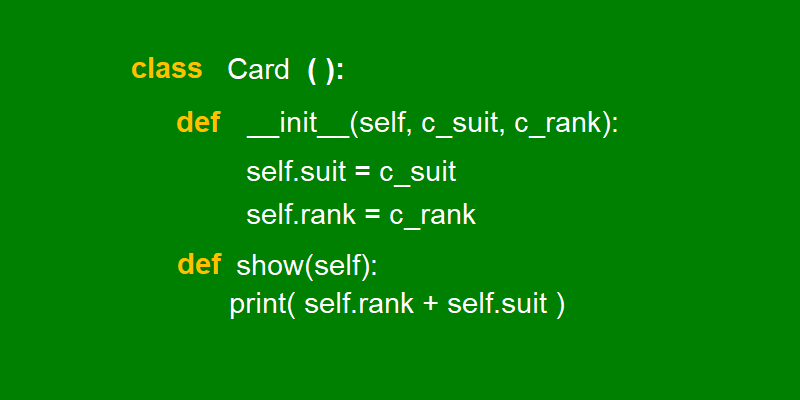 class Card ( ):
def __init__(self, c_suit, c_rank):
self.suit = c_suit
self.rank = c_rank
def show(self):
print( self.rank + self.suit )